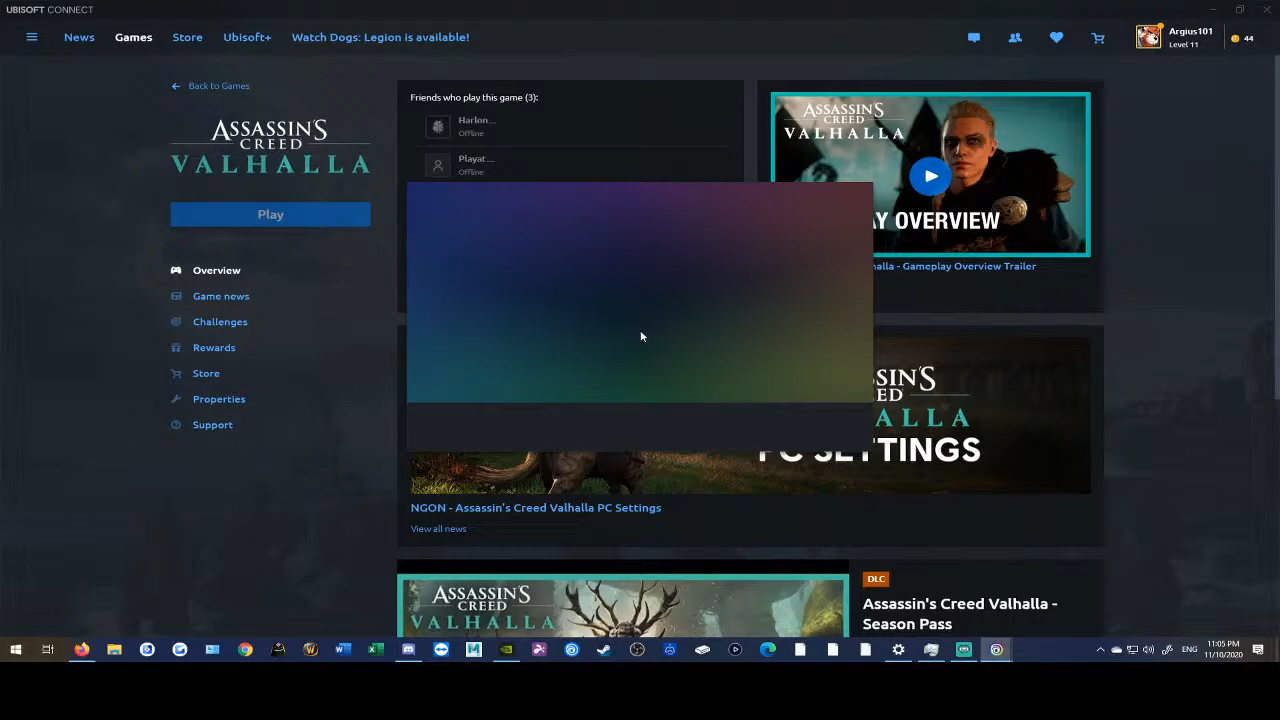 UBISOFT CONNECT
News
Games
Store
Ubisoft+
Watch Dogs: Legion is available!
Argius101
Level 11
44
Back to Games
ASSASSIN'S
CREED
VALHALLA
Play
Overview
Game news
Challenges
Rewards
Store
Properties
Support
Friends who play this game (3):
Harlon...
Offline
Playat...
Offline
ASSASSIN'S
CREED
VALHALLA
AY OVERVIEW
halla - Gameplay Overview Trailer
SIN'S
ED
ALLA
PC SETTINGS
NGON - Assassin's Creed Valhalla PC Settings
View all news
ASSASSIN'S
CREED
VALHALLA
DLC
Assassin's Creed Valhalla -
Season Pass
ENG
11:05 PM
11/10/2020